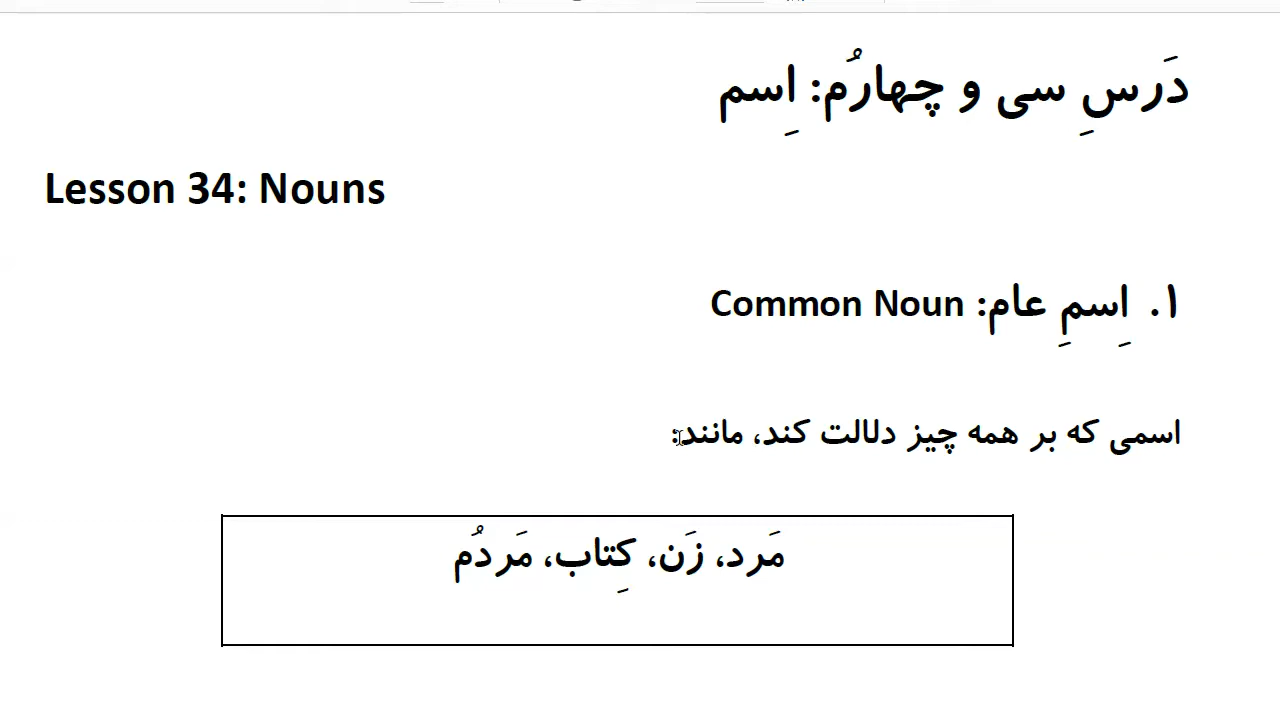 دَرسِ سی و چهارُم: اِسم
Lesson 34: Nouns
۱. اِسمِ عام: Common Noun
اسمی که بر همه چیز دلالت کند، مانند:
مَرد، زَن، کِتاب، مَردُم